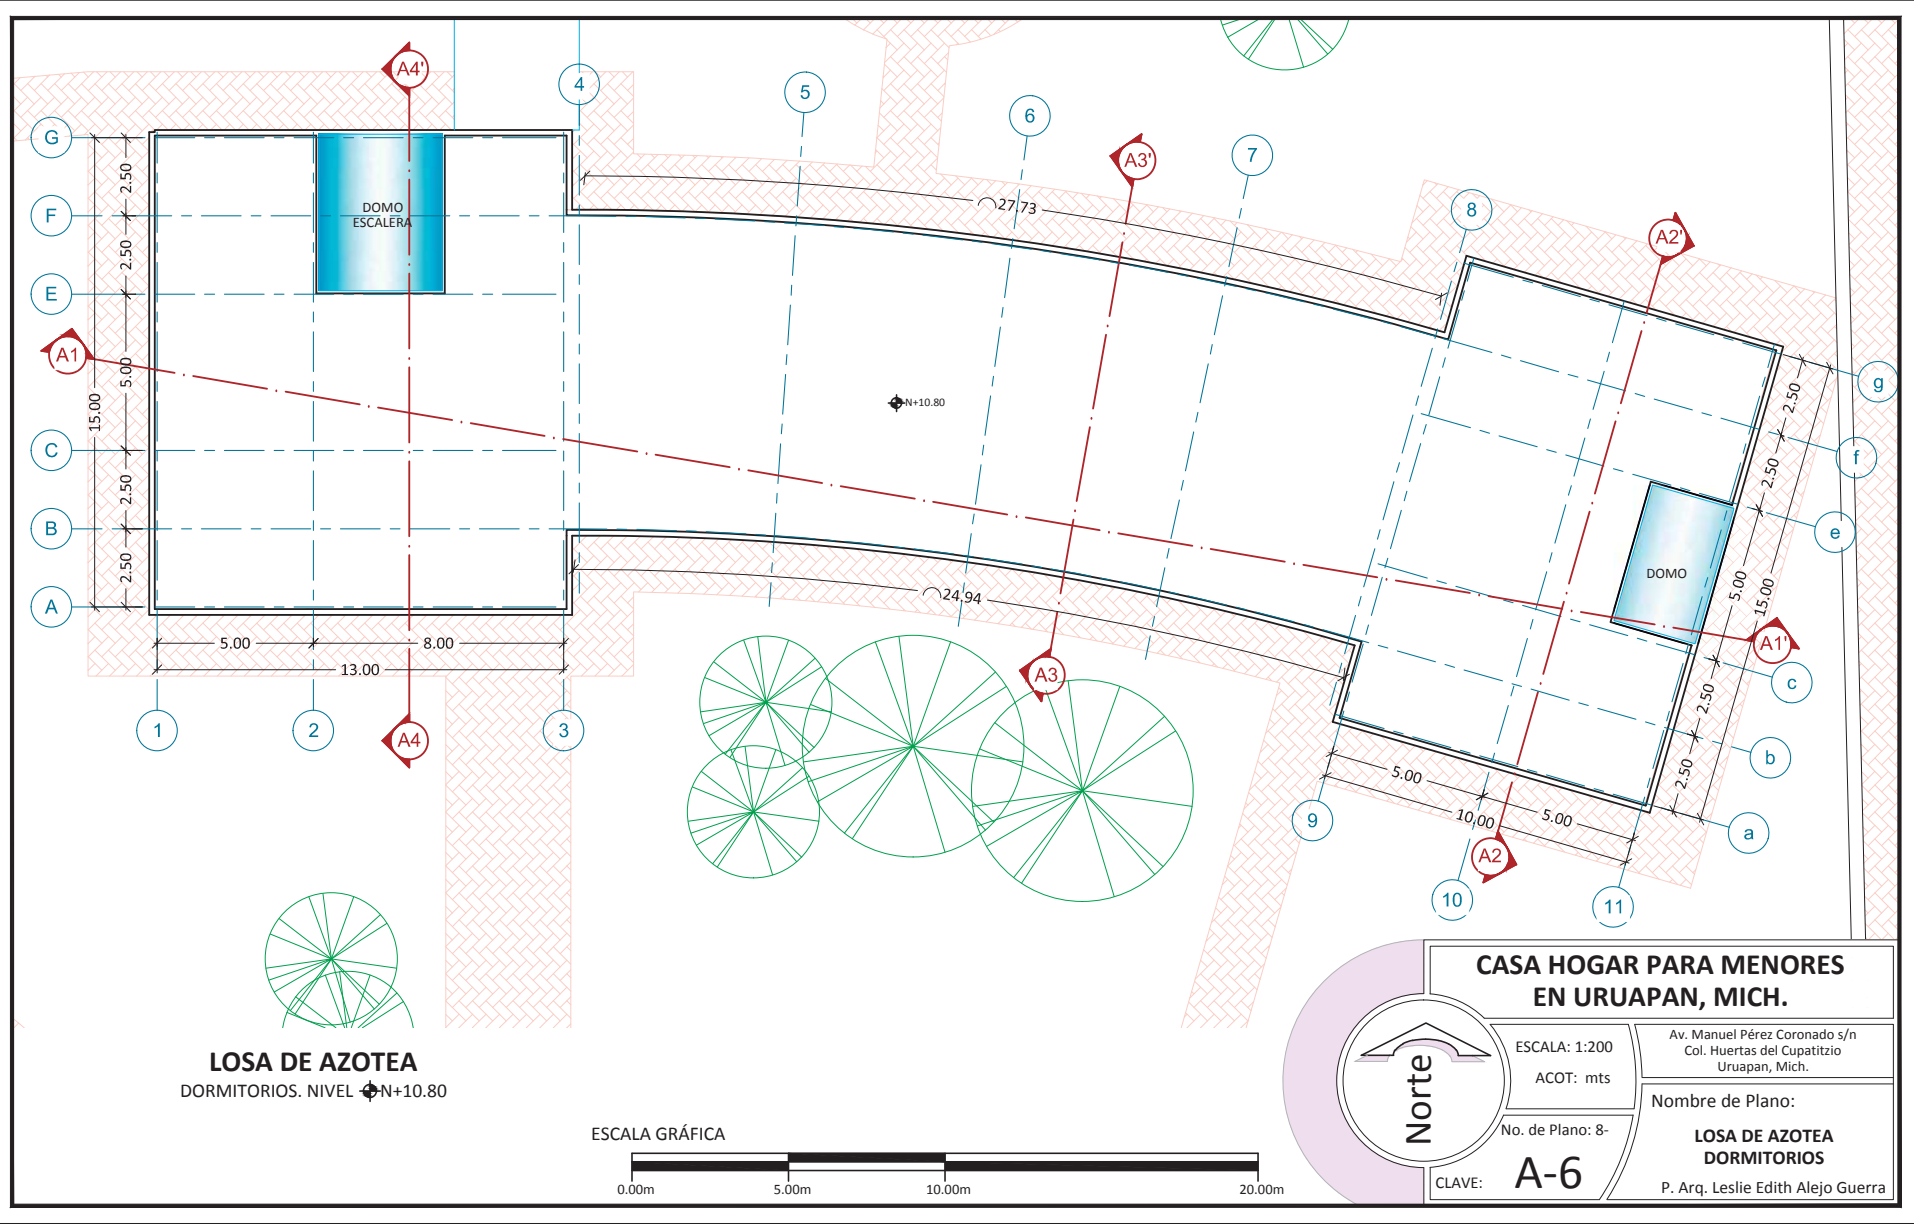 A4'
4
5
6
7
8
A3'
A2'
G
F
E
C
B
A
2.50
2.50
5.00
2.50
2.50
15.00
DOMO
ESCALERA
27.73
A1
N+10.80
24.94
5.00
8.00
13.00
1
2
3
A4
A3
g
f
e
c
b
a
2.50
2.50
5.00
2.50
2.50
15.00
DOMO
A1'
5.00
5.00
10.00
9
10
11
A2
LOSA DE AZOTEA
DORMITORIOS. NIVEL N+10.80
ESCALA GRÁFICA
0.00m 5.00m 10.00m 20.00m
CASA HOGAR PARA MENORES
EN URUAPAN, MICH.
Norte
ESCALA: 1:200
ACOT: mts
Av. Manuel Pérez Coronado s/n
Col. Huertas del Cupatitzio
Uruapan, Mich.
No. de Plano: 8-
CLAVE: A-6
Nombre de Plano:
LOSA DE AZOTEA
DORMITORIOS
P. Arq. Leslie Edith Alejo Guerra